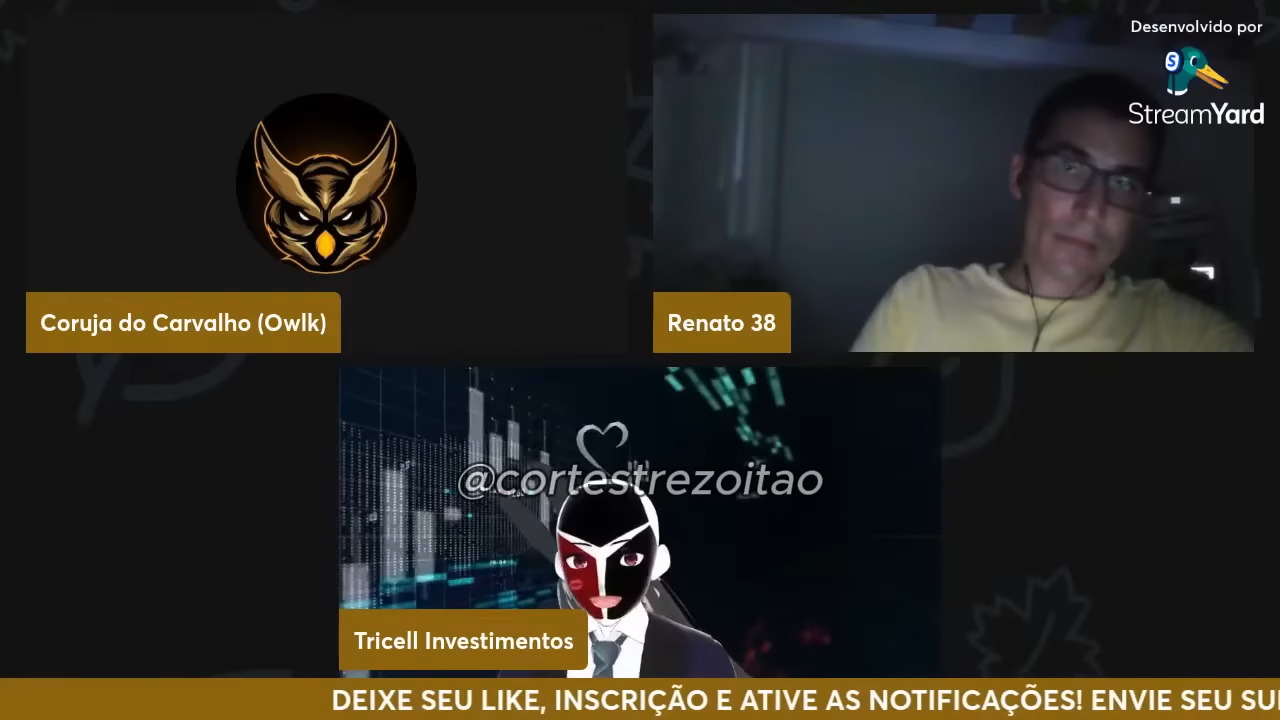 Desenvolvido por
StreamYard
Coruja do Carvalho (Owlk)
Renato 38
@cortestrezoitao
Tricell Investimentos
DEIXE SEU LIKE, INSCRIÇÃO E ATIVE AS NOTIFICAÇÕES! ENVIE SEU